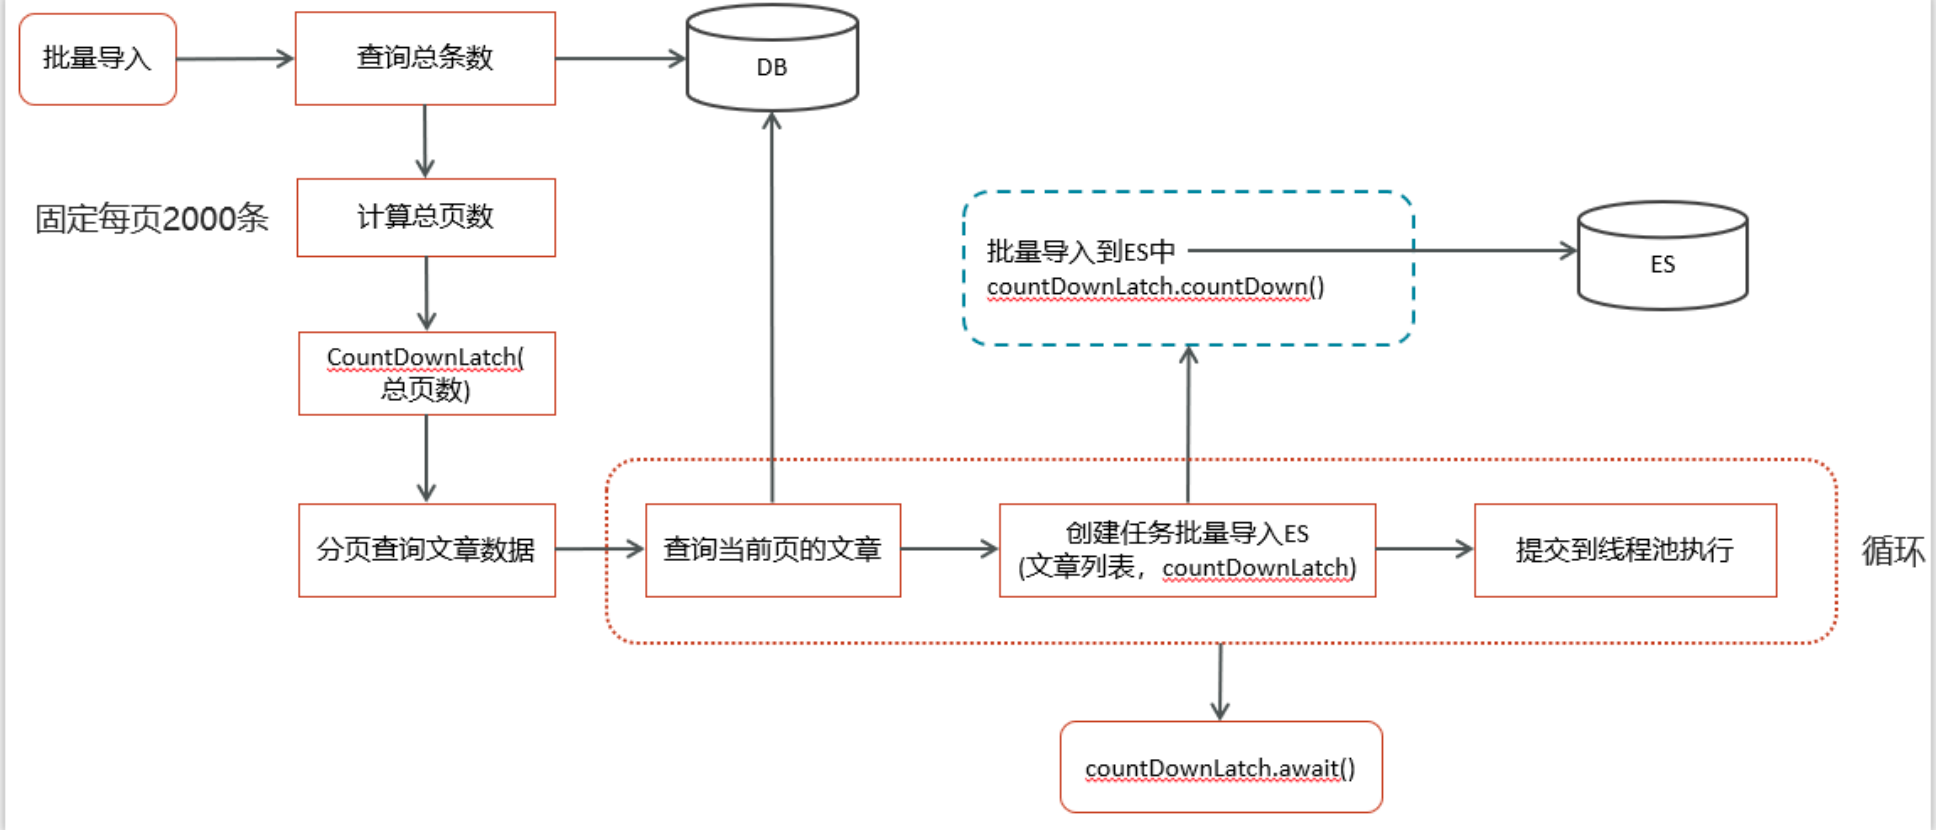 批量导入
查询总条数
DB
固定每页2000条
计算总页数
批量导入到ES中
countDownLatch.countDown()
ES
CountDownLatch(
总页数)
分页查询文章数据
查询当前页的文章
创建任务批量导入ES
(文章列表，countDownLatch)
提交到线程池执行
循环
countDownLatch.await()